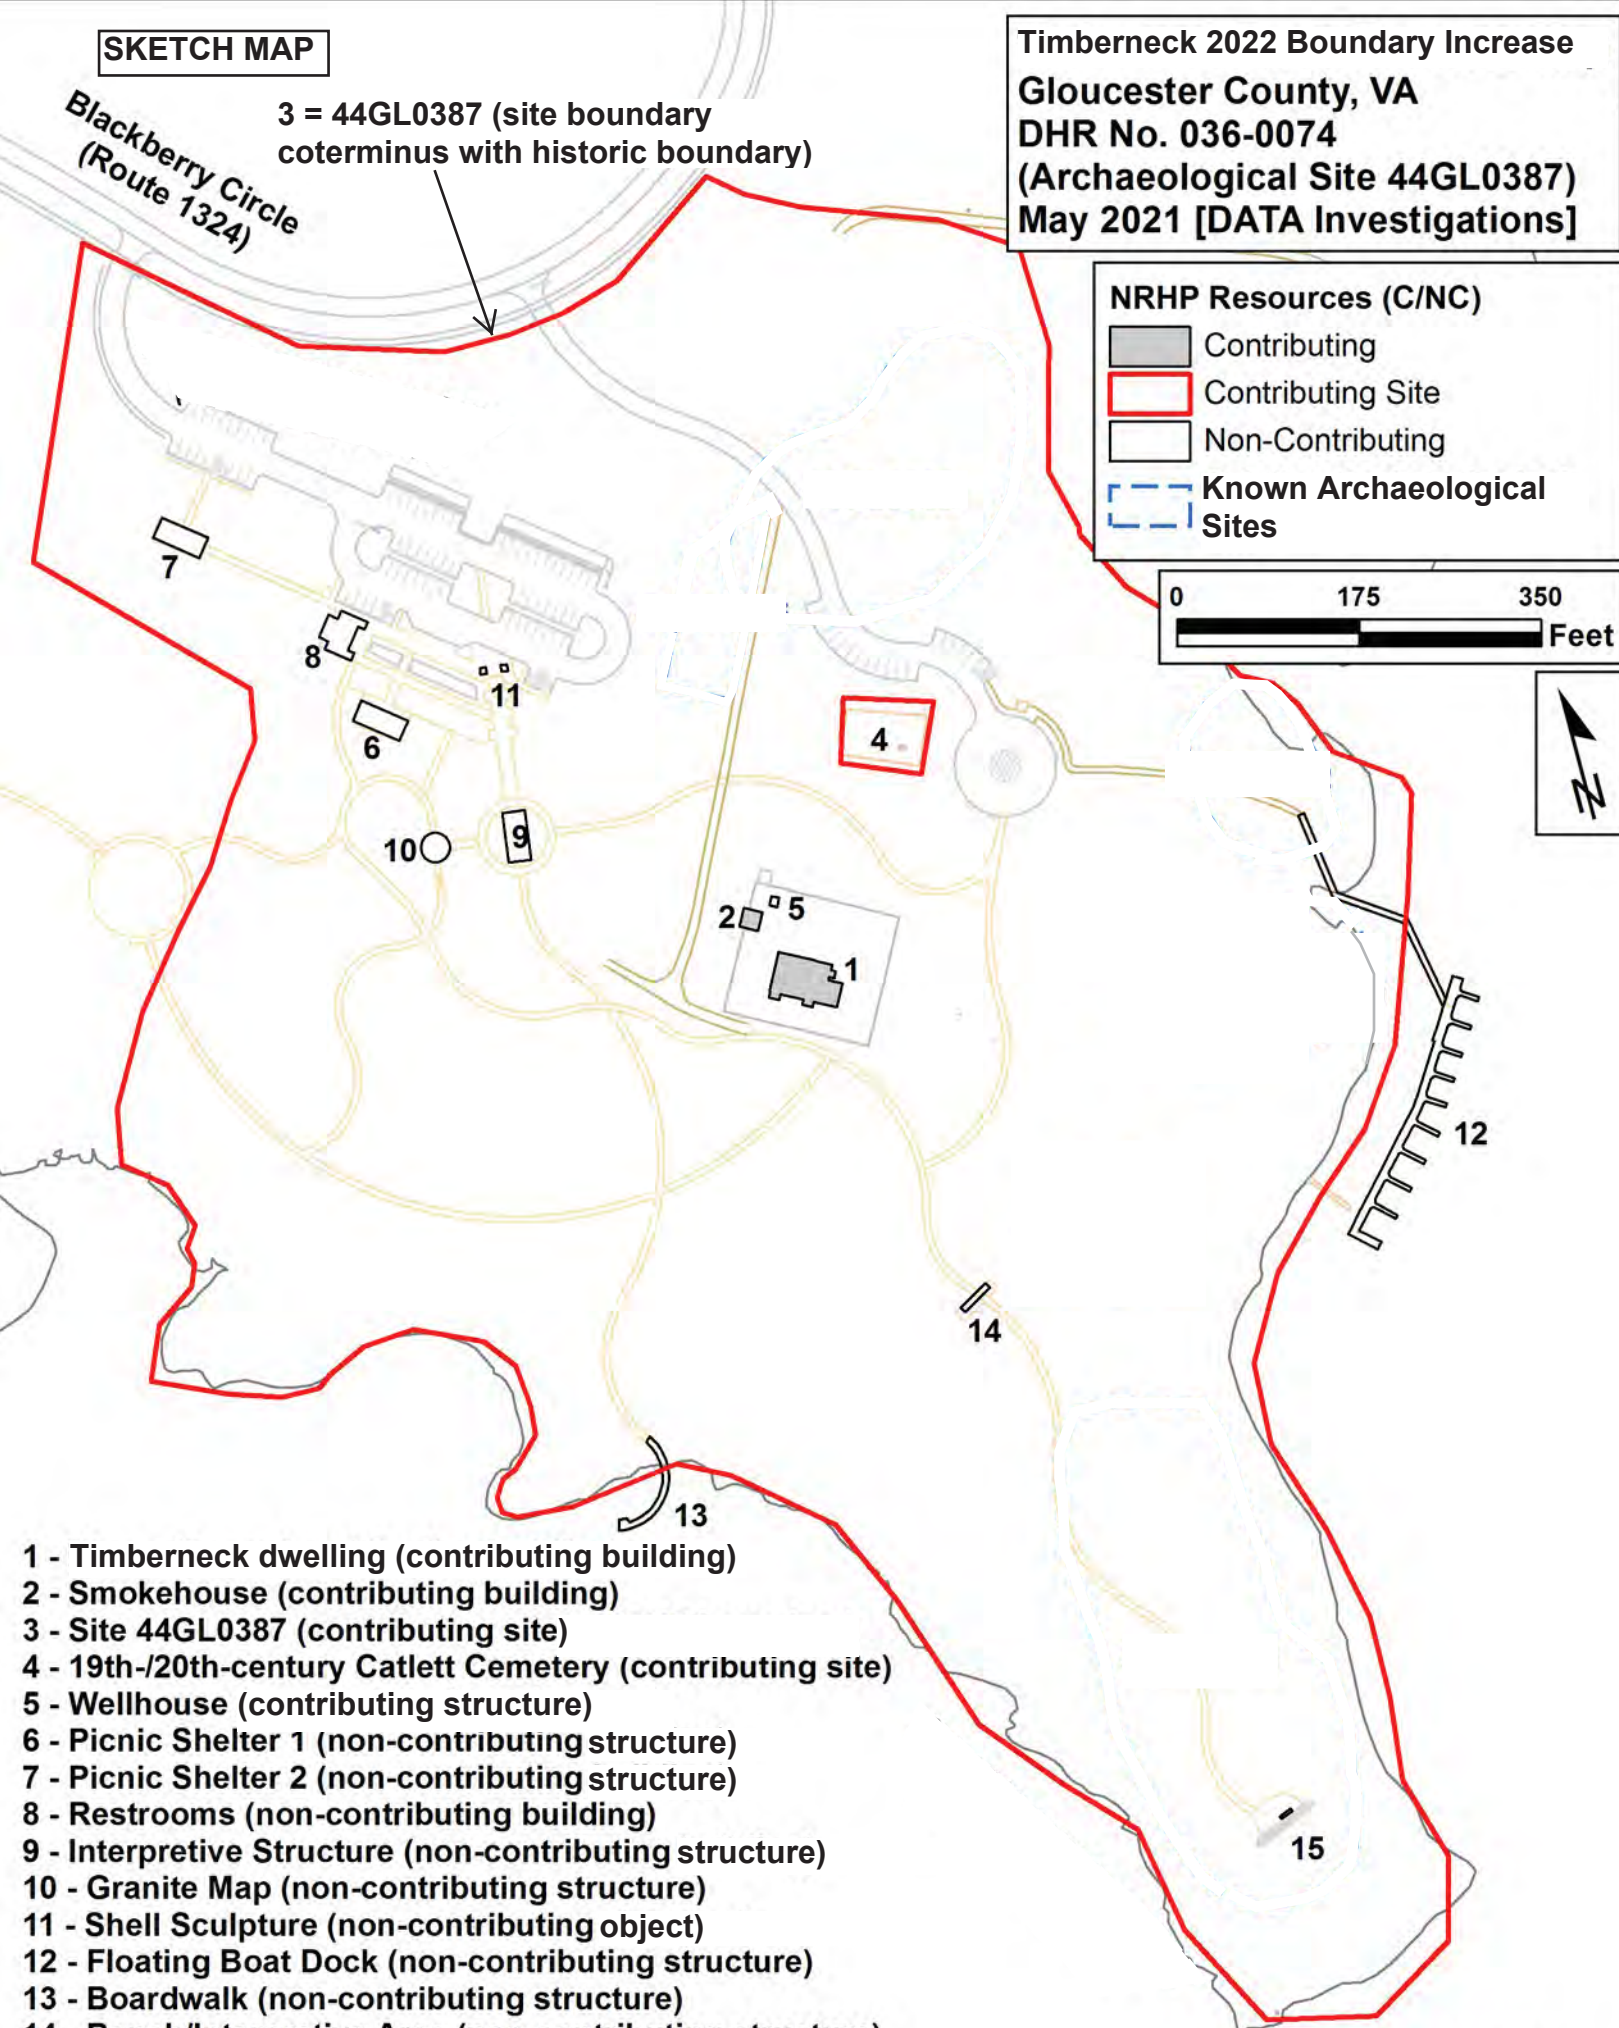 SKETCH MAP
Timberneck 2022 Boundary Increase
Gloucester County, VA
DHR No. 036-0074
(Archaeological Site 44GL0387)
May 2021 [DATA Investigations]
3 = 44GL0387 (site boundary
coterminus with historic boundary)
Blackberry Circle
(Route 1324)
NRHP Resources (C/NC)
Contributing
Contributing Site
Non-Contributing
Known Archaeological
Sites
0 175 350
Feet
N
7
8
11
6
4
10
9
2
5
1
12
14
13
15
1 - Timberneck dwelling (contributing building)
2 - Smokehouse (contributing building)
3 - Site 44GL0387 (contributing site)
4 - 19th-/20th-century Catlett Cemetery (contributing site)
5 - Wellhouse (contributing structure)
6 - Picnic Shelter 1 (non-contributing structure)
7 - Picnic Shelter 2 (non-contributing structure)
8 - Restrooms (non-contributing building)
9 - Interpretive Structure (non-contributing structure)
10 - Granite Map (non-contributing structure)
11 - Shell Sculpture (non-contributing object)
12 - Floating Boat Dock (non-contributing structure)
13 - Boardwalk (non-contributing structure)